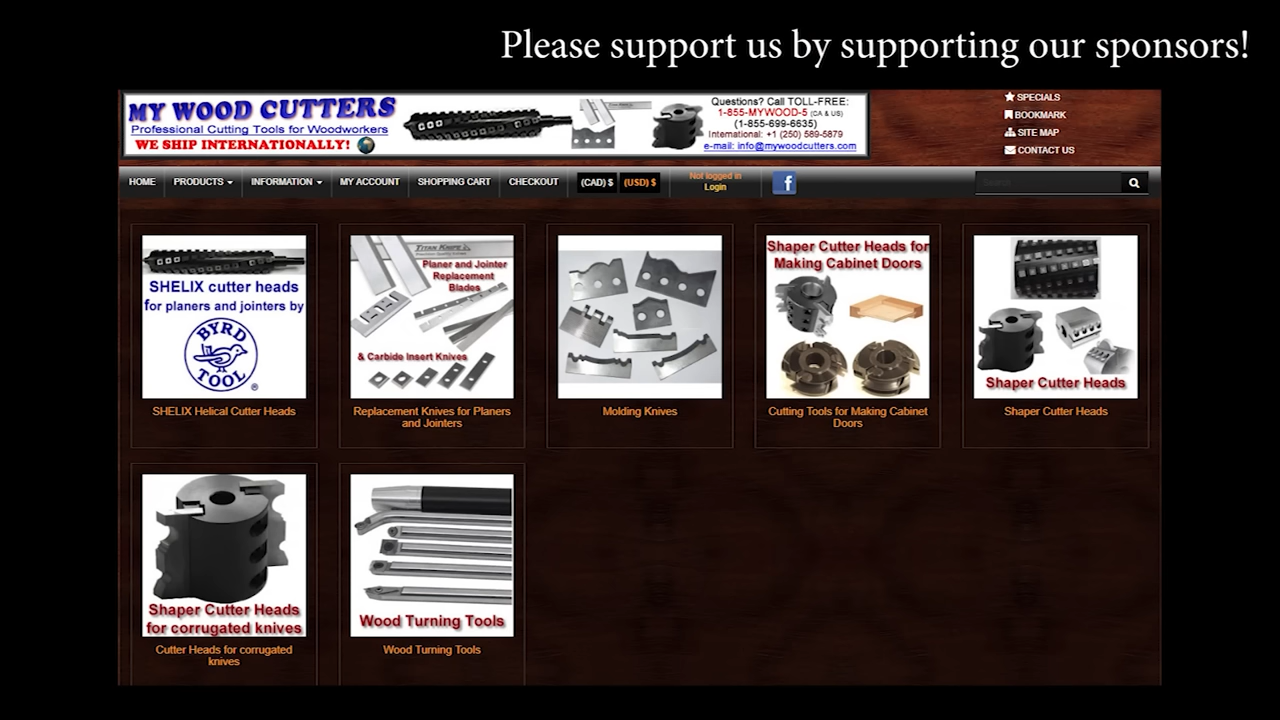 Please support us by supporting our sponsors!
MY WOOD CUTTERS
Professional Cutting Tools for Woodworkers
WE SHIP INTERNATIONALLY!
Questions? Call TOLL-FREE:
1-855-MYWOOD-5 (CA & US)
(1-855-699-6635)
International: +1 (250) 589-5879
e-mail: info@mywoodcutters.com
SPECIALS
BOOKMARK
SITE MAP
CONTACT US
HOME PRODUCTS INFORMATION MY ACCOUNT SHOPPING CART CHECKOUT (CAD) $ (USD) $
Not logged in
Login
f
Search
SHELIX cutter heads
for planers and jointers by
BYRD
TOOL
®
SHELIX Helical Cutter Heads
TITAN KNIFE
Planer and Jointer
Replacement
Blades
& Carbide Insert Knives
Replacement Knives for Planers
and Jointers
Molding Knives
Shaper Cutter Heads for
Making Cabinet Doors
Cutting Tools for Making Cabinet
Doors
Shaper Cutter Heads
Shaper Cutter Heads
Shaper Cutter Heads
for corrugated knives
Cutter Heads for corrugated
knives
Wood Turning Tools
Wood Turning Tools